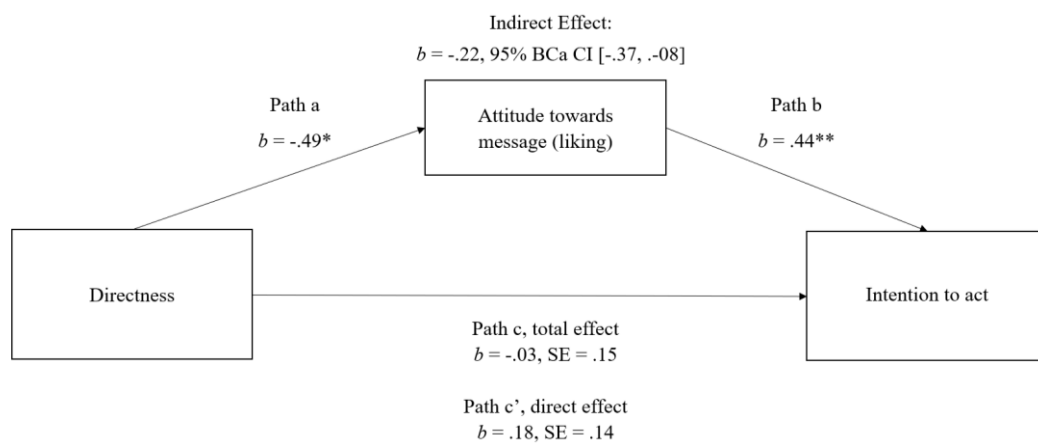 Indirect Effect:
b = -.22, 95% BCa CI [-.37, .-08]
Path a
b = -.49*
Attitude towards
message (liking)
Path b
b = .44**
Directness
Intention to act
Path c, total effect
b = -.03, SE = .15
Path c’, direct effect
b = .18, SE = .14